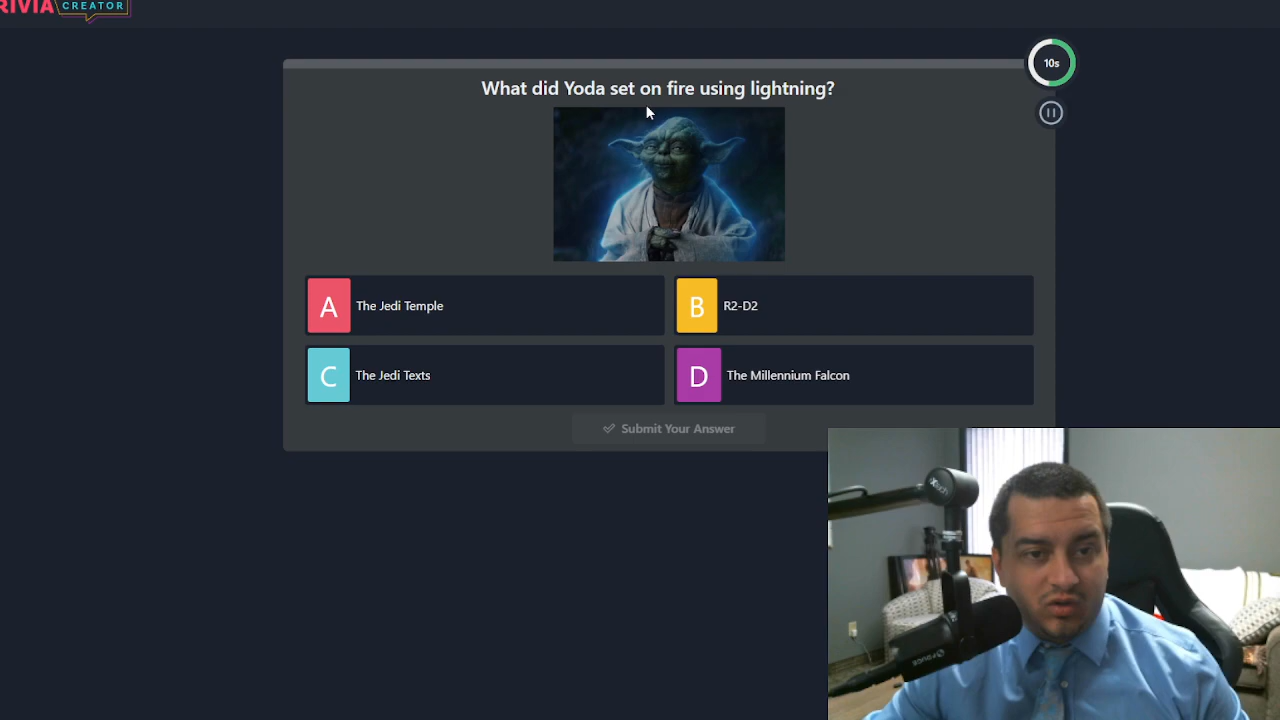 RIVIA CREATOR
10s
What did Yoda set on fire using lightning?
A The Jedi Temple
B R2-D2
C The Jedi Texts
D The Millennium Falcon
Submit Your Answer